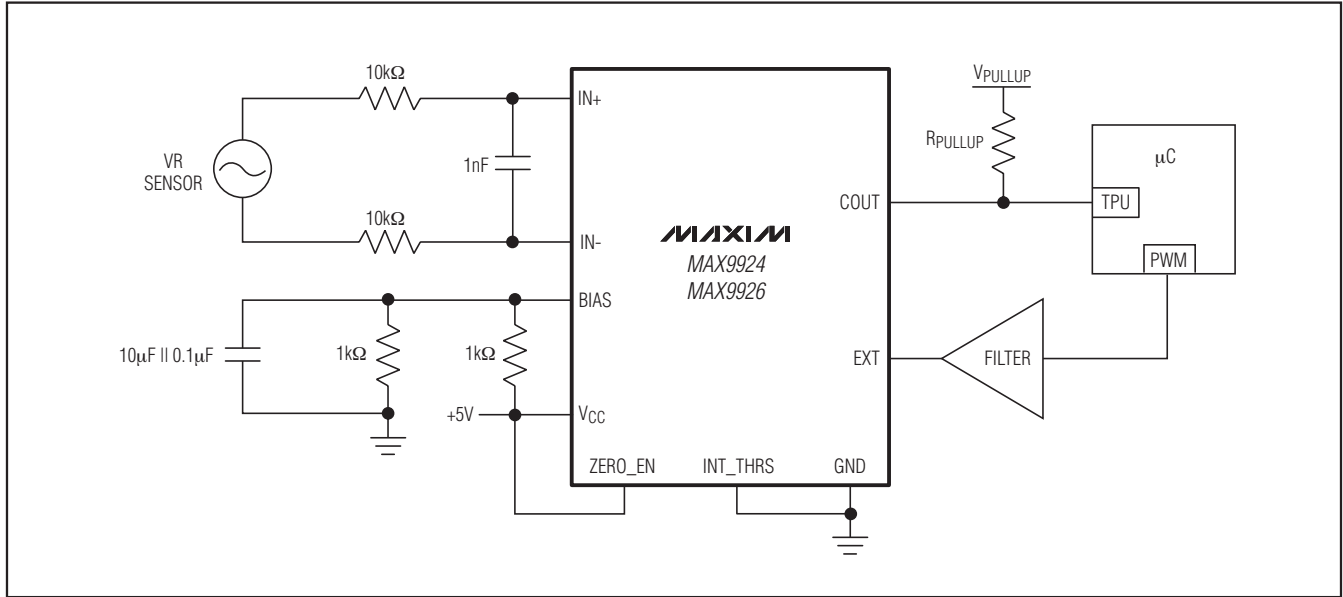 10kΩ
VR
SENSOR
1nF
10kΩ
IN+
IN-
BIAS
10μF || 0.1μF
1kΩ
1kΩ
+5V
VCC
ZERO_EN
INT_THRS
GND
MAXIM
MAX9924
MAX9926
COUT
EXT
VPULLUP
RPULLUP
μC
TPU
PWM
FILTER